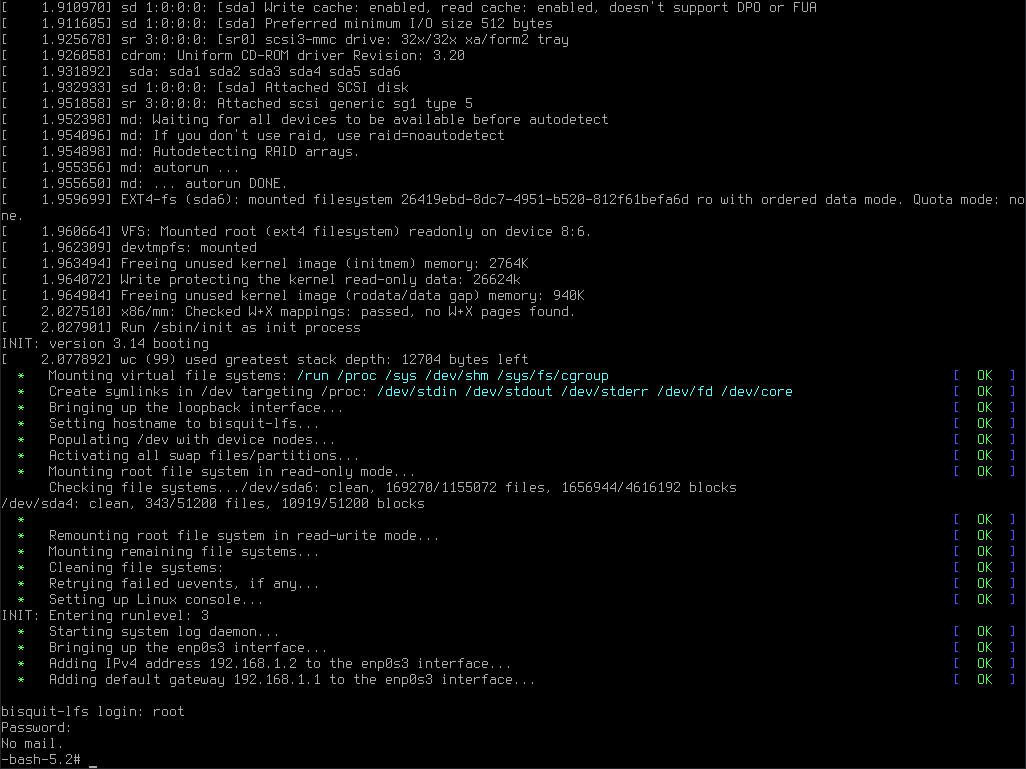 [    1.910970] sd 1:0:0:0: [sda] Write cache: enabled, read cache: enabled, doesn't support DPO or FUA
[    1.911605] sd 1:0:0:0: [sda] Preferred minimum I/O size 512 bytes
[    1.925678] sr 3:0:0:0: [sr0] scsi3-mmc drive: 32x/32x xa/form2 tray
[    1.926058] cdrom: Uniform CD-ROM driver Revision: 3.20
[    1.931892]  sda: sda1 sda2 sda3 sda4 sda5 sda6
[    1.932933] sd 1:0:0:0: [sda] Attached SCSI disk
[    1.951858] sr 3:0:0:0: Attached scsi generic sg1 type 5
[    1.952398] md: Waiting for all devices to be available before autodetect
[    1.954096] md: If you don't use raid, use raid=noautodetect
[    1.954898] md: Autodetecting RAID arrays.
[    1.955356] md: autorun ...
[    1.955650] md: ... autorun DONE.
[    1.959699] EXT4-fs (sda6): mounted filesystem 26419ebd-8dc7-4951-b520-812f61befa6d ro with ordered data mode. Quota mode: no
ne.
[    1.960664] VFS: Mounted root (ext4 filesystem) readonly on device 8:6.
[    1.962309] devtmpfs: mounted
[    1.963494] Freeing unused kernel image (initmem) memory: 2764K
[    1.964072] Write protecting the kernel read-only data: 26624k
[    1.964904] Freeing unused kernel image (rodata/data gap) memory: 940K
[    2.027510] x86/mm: Checked W+X mappings: passed, no W+X pages found.
[    2.027901] Run /sbin/init as init process
INIT: version 3.14 booting
[    2.077892] wc (99) used greatest stack depth: 12704 bytes left
  *   Mounting virtual file systems: /run /proc /sys /dev/shm /sys/fs/cgroup [  OK  ]
  *   Create symlinks in /dev targeting /proc: /dev/stdin /dev/stdout /dev/stderr /dev/fd /dev/core [  OK  ]
  *   Bringing up the loopback interface... [  OK  ]
  *   Setting hostname to bisquit-lfs... [  OK  ]
  *   Populating /dev with device nodes... [  OK  ]
  *   Activating all swap files/partitions... [  OK  ]
  *   Mounting root file system in read-only mode... [  OK  ]
      Checking file systems.../dev/sda6: clean, 169270/1155072 files, 1656944/4616192 blocks
/dev/sda4: clean, 343/51200 files, 10919/51200 blocks
  * [  OK  ]
  *   Remounting root file system in read-write mode... [  OK  ]
  *   Mounting remaining file systems... [  OK  ]
  *   Cleaning file systems: [  OK  ]
  *   Retrying failed uevents, if any... [  OK  ]
  *   Setting up Linux console... [  OK  ]
INIT: Entering runlevel: 3
  *   Starting system log daemon... [  OK  ]
  *   Bringing up the enp0s3 interface... [  OK  ]
  *   Adding IPv4 address 192.168.1.2 to the enp0s3 interface... [  OK  ]
  *   Adding default gateway 192.168.1.1 to the enp0s3 interface... [  OK  ]
bisquit-lfs login: root
Password:
No mail.
-bash-5.2# _